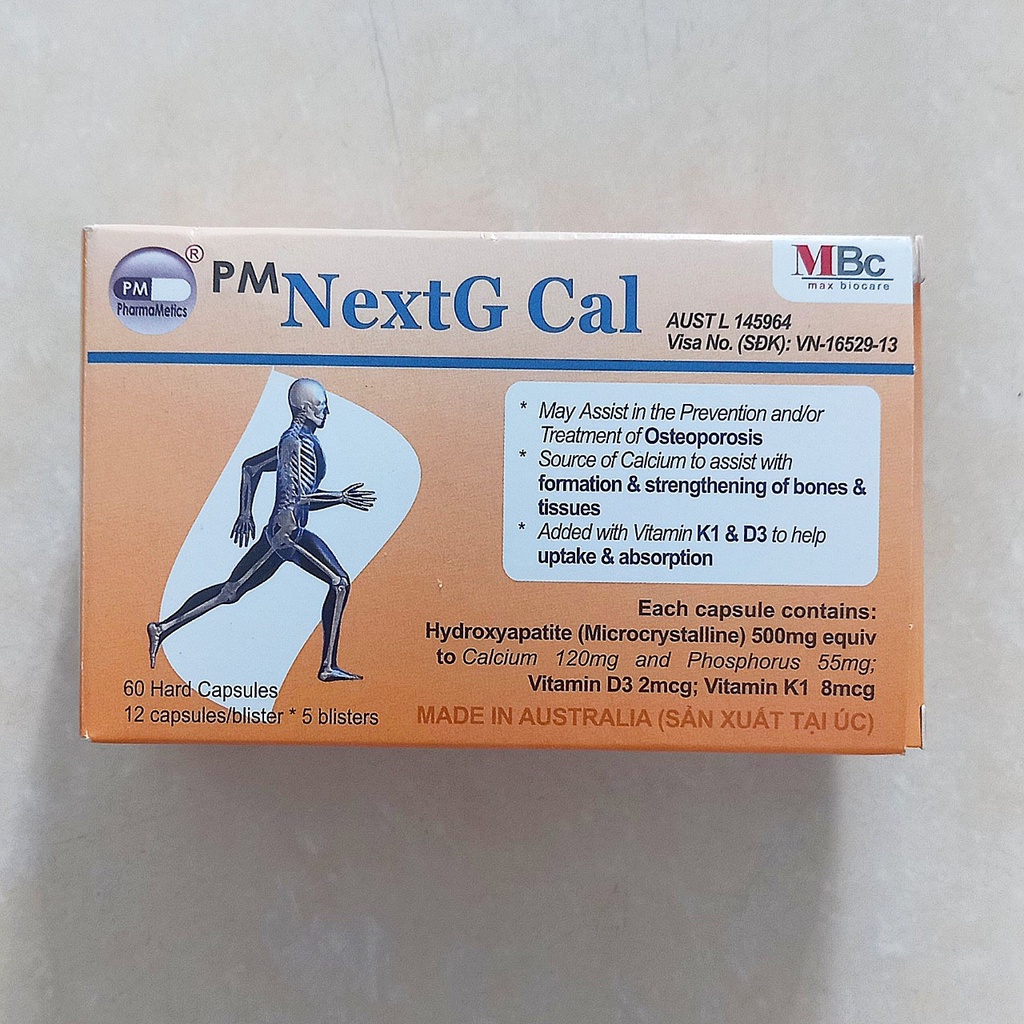 PM
PharmaMetics
®
PM NextG Cal
MBc
max biocare
AUST L 145964
Visa No. (SĐK): VN-16529-13
* May Assist in the Prevention and/or
Treatment of Osteoporosis
* Source of Calcium to assist with
formation & strengthening of bones &
tissues
* Added with Vitamin K1 & D3 to help
uptake & absorption
Each capsule contains:
Hydroxyapatite (Microcrystalline) 500mg equiv
to Calcium 120mg and Phosphorus 55mg;
Vitamin D3 2mcg; Vitamin K1 8mcg
60 Hard Capsules
12 capsules/blister * 5 blisters
MADE IN AUSTRALIA (SẢN XUẤT TẠI ÚC)